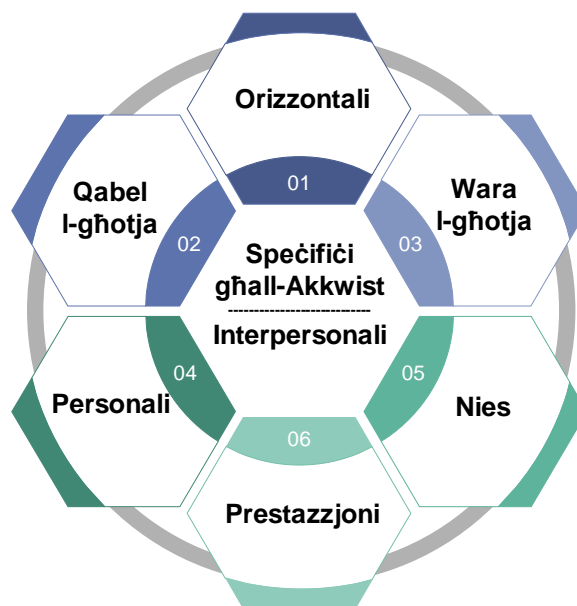 Orizzontali
01
Qabel
l-għotja
02
Wara
l-għotja
03
Speċifiċi
għall-Akkwist
Interpersonali
Personali
04
Nies
05
06
Prestazzjoni